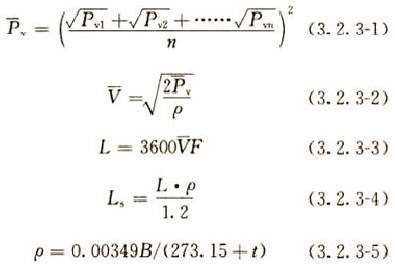 P̄ᵥ = ((√Pᵥ₁ + √Pᵥ₂ + ⋯⋯ √Pᵥₙ) / n)² (3. 2. 3-1)
V̄ = √(2P̄ᵥ / ρ) (3. 2. 3-2)
L = 3600V̄F (3. 2. 3-3)
Lₛ = L · ρ / 1. 2 (3. 2. 3-4)
ρ = 0. 00349B/(273. 15 + t) (3. 2. 3-5)